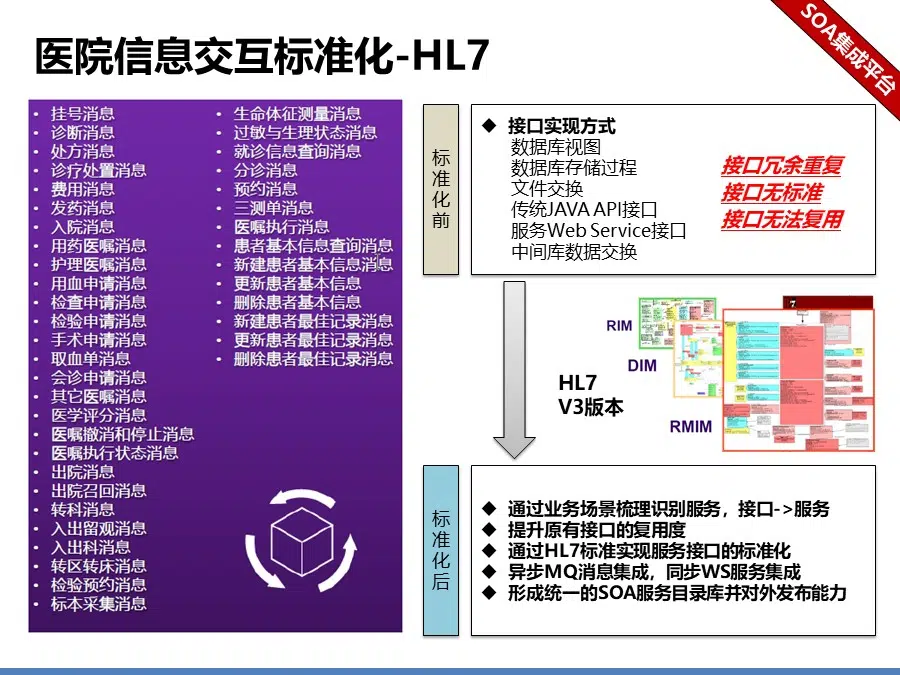 医院信息交互标准化-HL7
SOA集成平台
• 挂号消息
• 诊断消息
• 处方消息
• 诊疗处置消息
• 费用消息
• 发药消息
• 入院消息
• 用药医嘱消息
• 护理医嘱消息
• 用血申请消息
• 检查申请消息
• 检验申请消息
• 手术申请消息
• 取血单消息
• 会诊申请消息
• 其它医嘱消息
• 医学评分消息
• 医嘱撤消和停止消息
• 医嘱执行状态消息
• 出院消息
• 出院召回消息
• 转科消息
• 入出留观消息
• 入出科消息
• 转区转床消息
• 检验预约消息
• 标本采集消息
• 生命体征测量消息
• 过敏与生理状态消息
• 就诊信息查询消息
• 分诊消息
• 预约消息
• 三测单消息
• 医嘱执行消息
• 患者基本信息查询消息
• 新建患者基本信息消息
• 更新患者基本信息
• 删除患者基本信息
• 新建患者最佳记录消息
• 更新患者最佳记录消息
• 删除患者最佳记录消息
标准化前
◆ 接口实现方式
数据库视图
数据库存储过程
文件交换
传统JAVA API接口
服务Web Service接口
中间库数据交换
接口冗余重复
接口无标准
接口无法复用
HL7
V3版本
RIM
DIM
RMIM
7
标准化后
◆ 通过业务场景梳理识别服务，接口->服务
◆ 提升原有接口的复用度
◆ 通过HL7标准实现服务接口的标准化
◆ 异步MQ消息集成，同步WS服务集成
◆ 形成统一的SOA服务目录库并对外发布能力